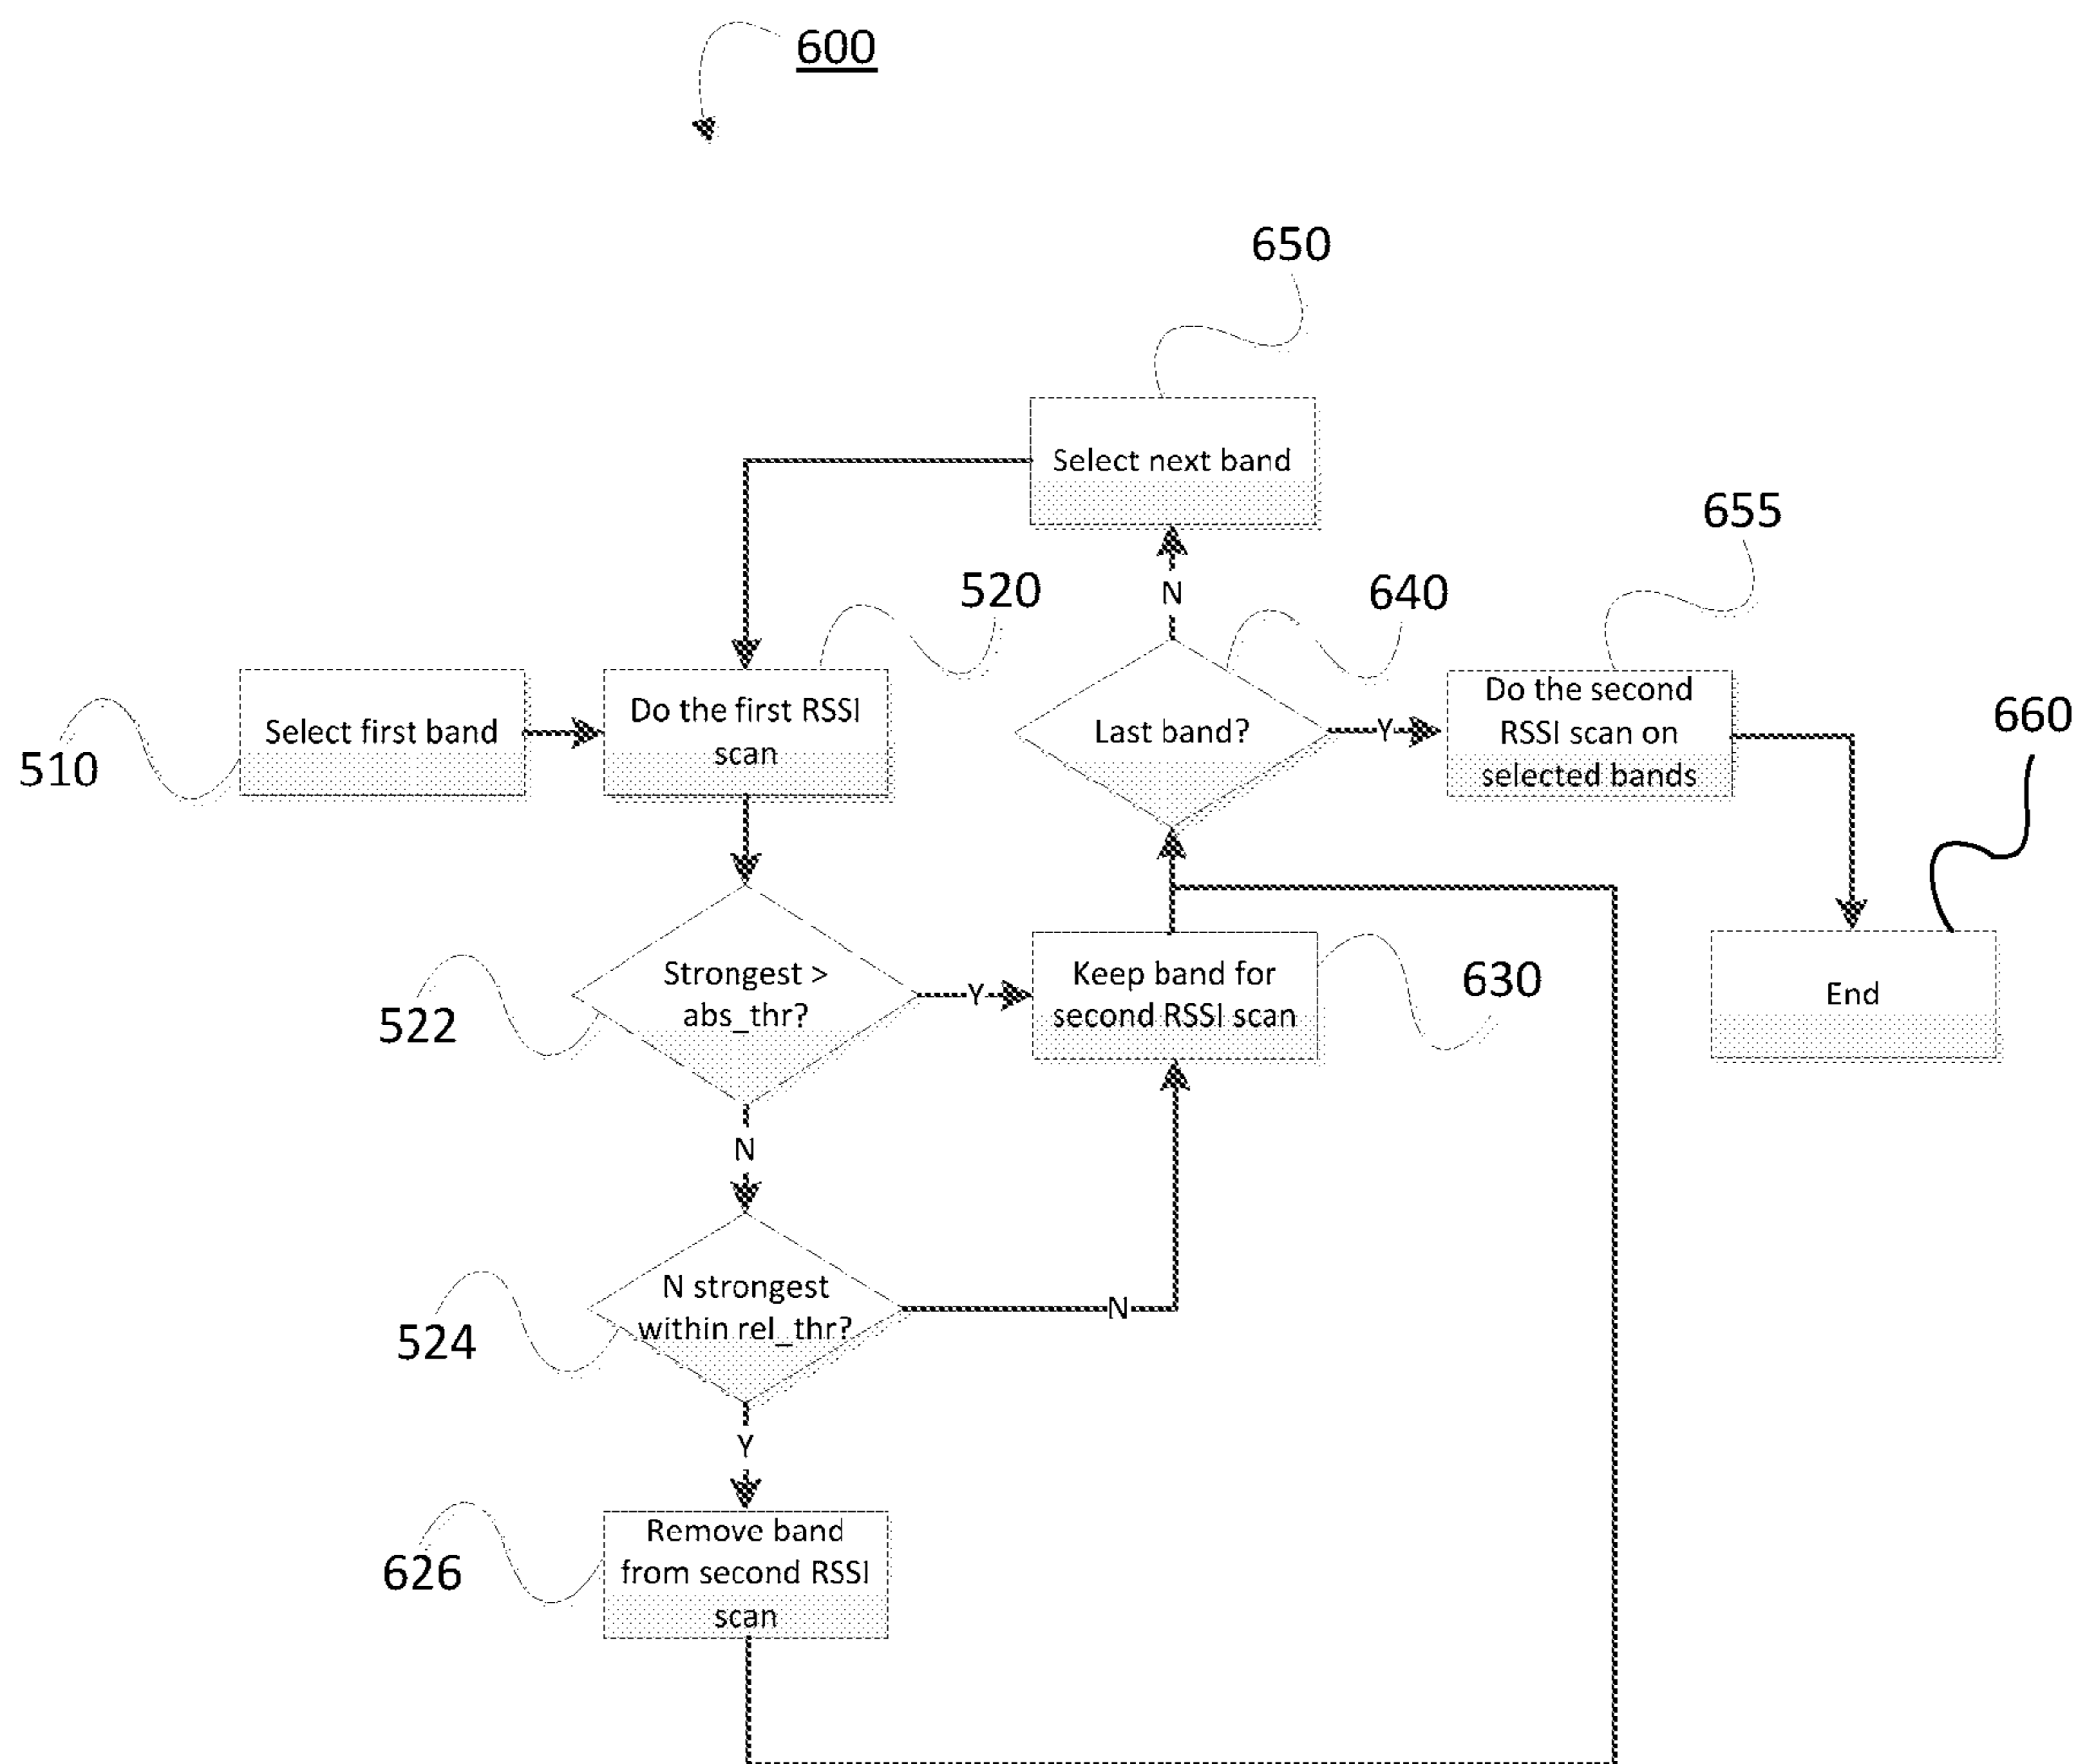 600
650
Select next band
655
520
640
N
510
Select first band
Do the first RSSI
scan
Last band?
Y
Do the second
RSSI scan on
selected bands
660
522
Strongest >
abs_thr?
Y
Keep band for
second RSSI scan
630
End
N
524
N strongest
within rel_thr?
N
Y
626
Remove band
from second RSSI
scan